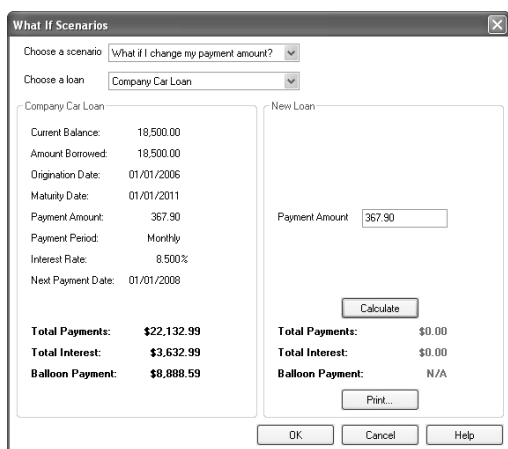 What If Scenarios
Choose a scenario What if I change my payment amount?
Choose a loan Company Car Loan
Company Car Loan
Current Balance: 18,500.00
Amount Borrowed: 18,500.00
Origination Date: 01/01/2006
Maturity Date: 01/01/2011
Payment Amount: 367.90
Payment Period: Monthly
Interest Rate: 8.500%
Next Payment Date: 01/01/2008
Total Payments: $22,132.99
Total Interest: $3,632.99
Balloon Payment: $8,888.59
New Loan
Payment Amount 367.90
Calculate
Total Payments: $0.00
Total Interest: $0.00
Balloon Payment: N/A
Print...
OK Cancel Help